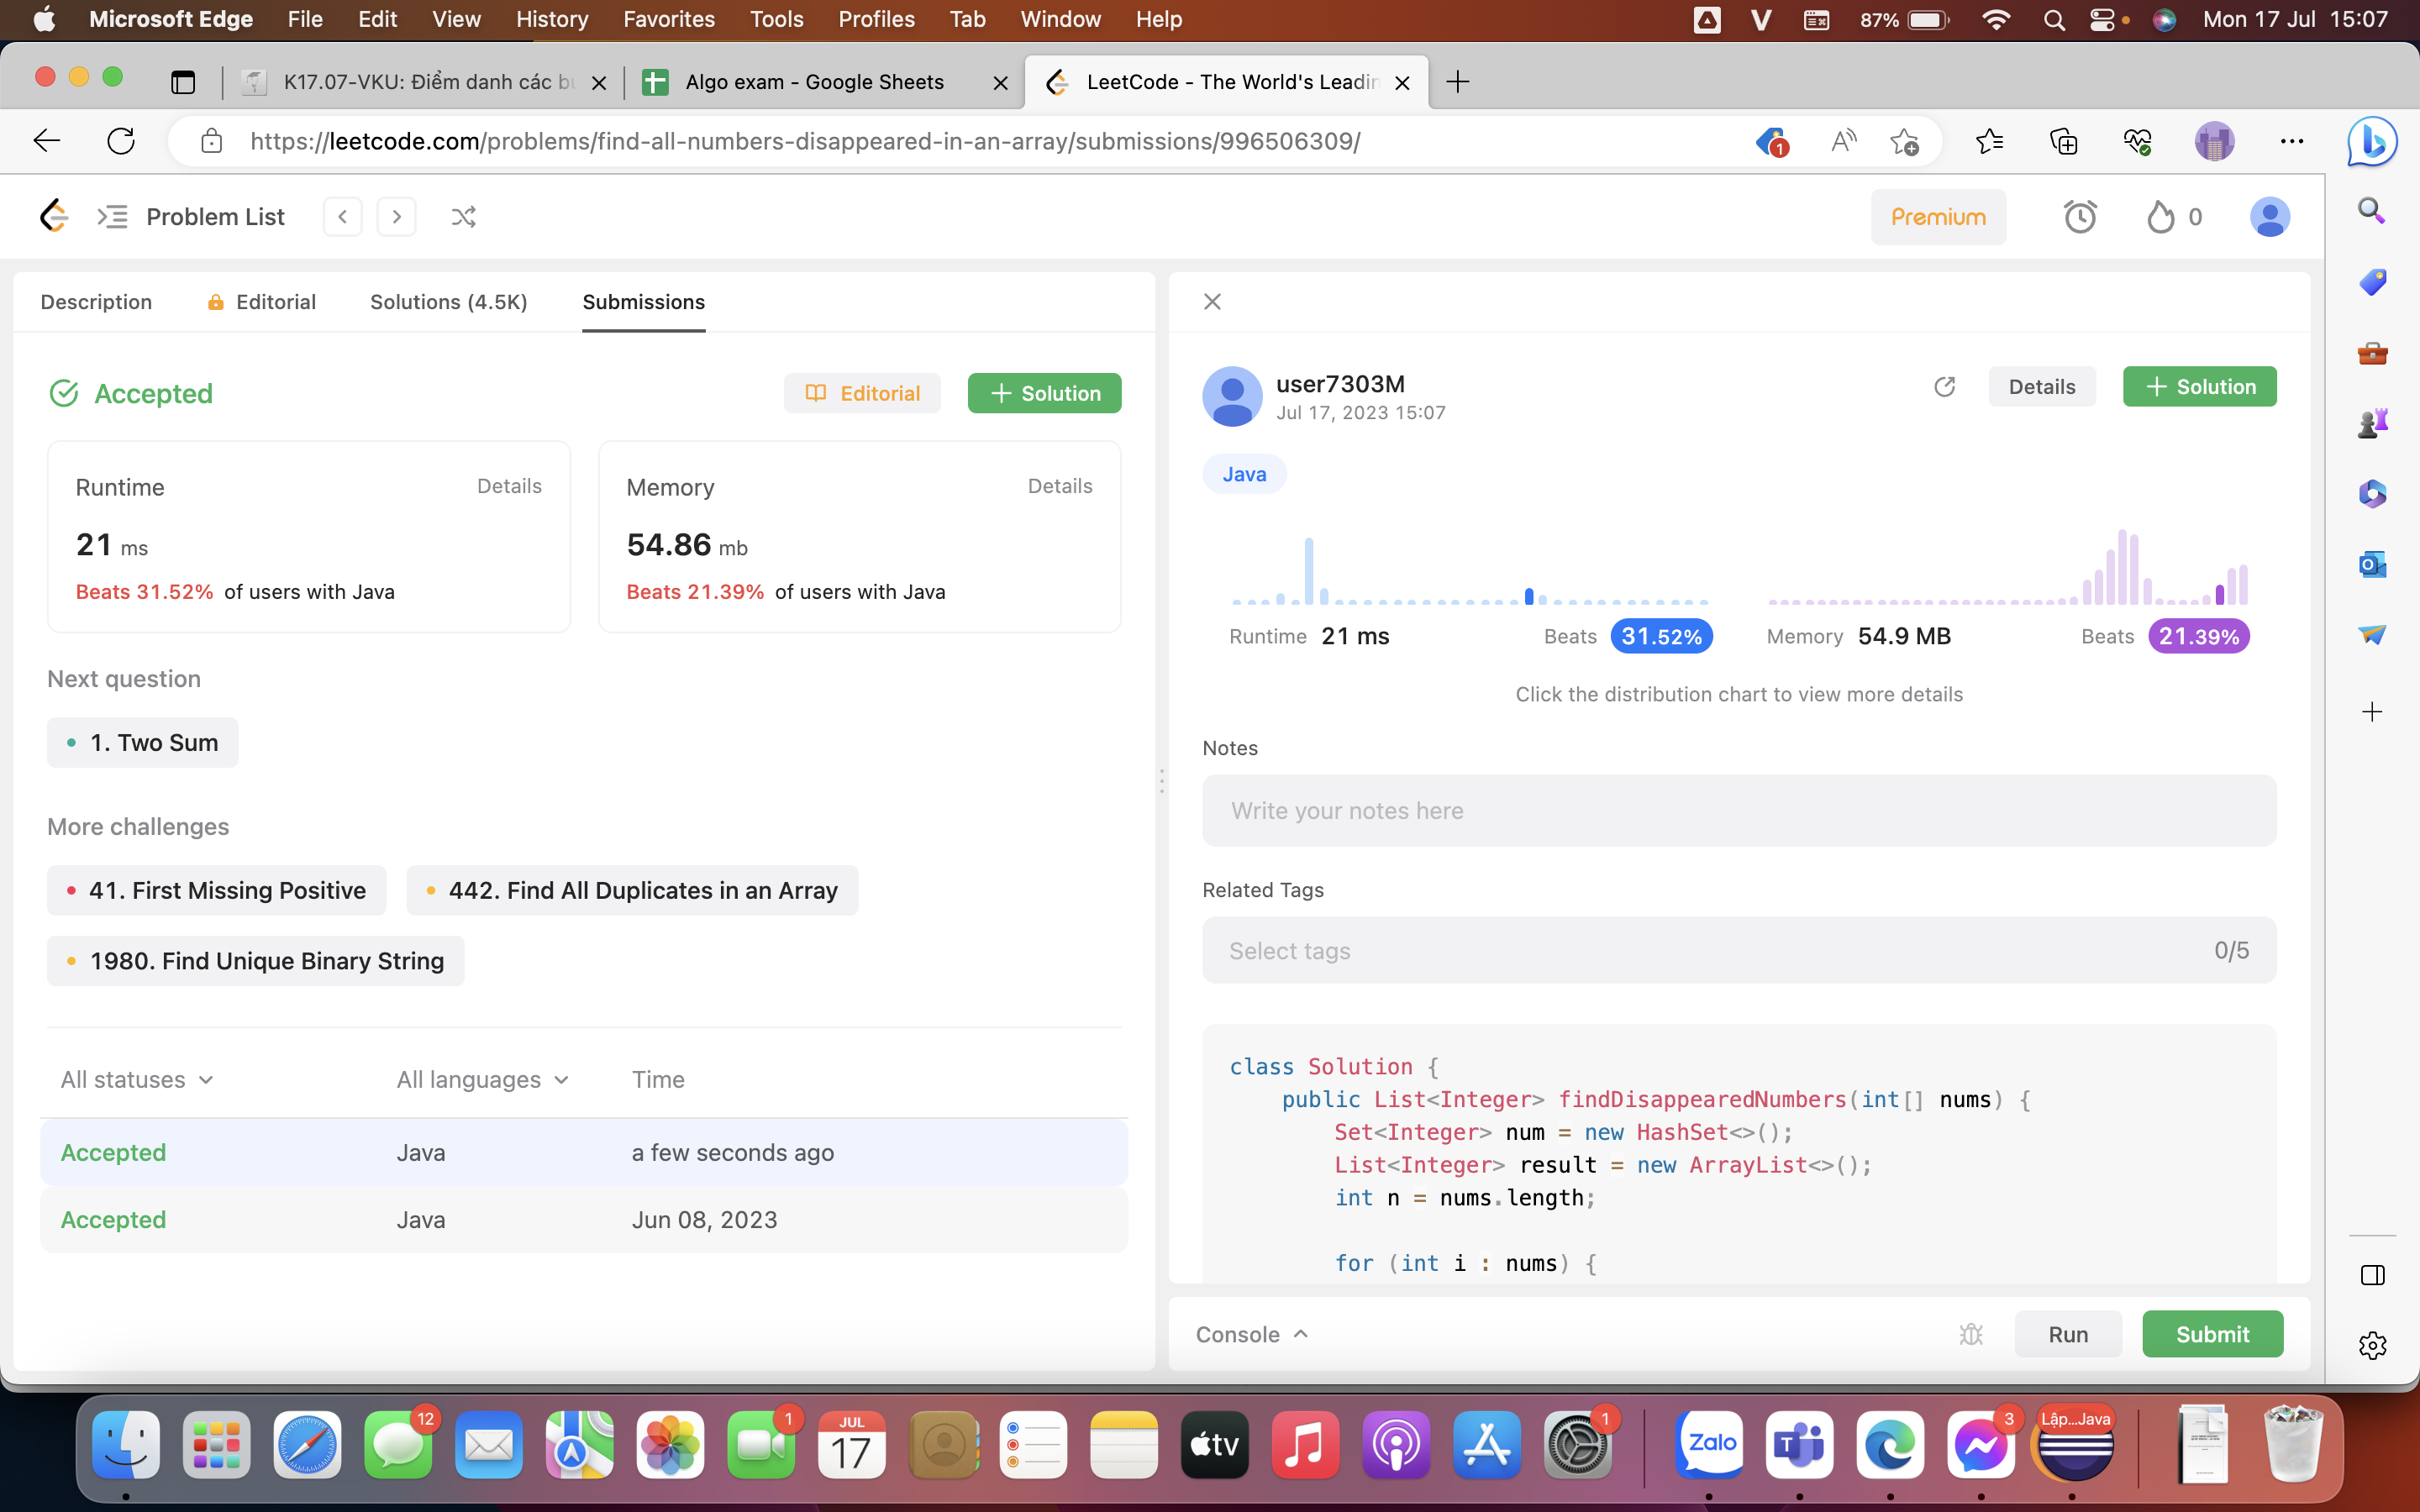 Microsoft Edge File Edit View History Favorites Tools Profiles Tab Window Help 87% Mon 17 Jul 15:07
K17.07-VKU: Điểm danh các bu Algo exam - Google Sheets LeetCode - The World's Leadin
https://leetcode.com/problems/find-all-numbers-disappeared-in-an-array/submissions/996506309/ 1
Problem List Premium 0
Description Editorial Solutions (4.5K) Submissions
Accepted Editorial + Solution
Runtime Details
21 ms
Beats 31.52% of users with Java
Memory Details
54.86 mb
Beats 21.39% of users with Java
Next question
1. Two Sum
More challenges
41. First Missing Positive 442. Find All Duplicates in an Array
1980. Find Unique Binary String
All statuses All languages Time
Accepted Java a few seconds ago
Accepted Java Jun 08, 2023
user7303M
Jul 17, 2023 15:07
Details + Solution
Java
Runtime 21 ms Beats 31.52% Memory 54.9 MB Beats 21.39%
Click the distribution chart to view more details
Notes
Write your notes here
Related Tags
Select tags 0/5
class Solution {
public List<Integer> findDisappearedNumbers(int[] nums) {
Set<Integer> num = new HashSet<>();
List<Integer> result = new ArrayList<>();
int n = nums.length;
for (int i : nums) {
Console Run Submit
12 1 JUL 17 tv 1 Zalo T 3 Lập...Java